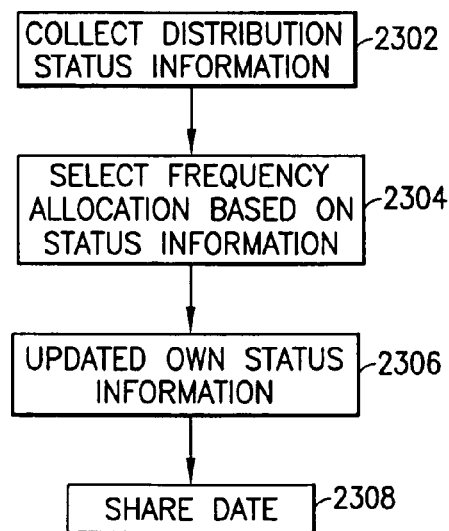 COLLECT DISTRIBUTION
STATUS INFORMATION
2302
SELECT FREQUENCY
ALLOCATION BASED ON
STATUS INFORMATION
2304
UPDATED OWN STATUS
INFORMATION
2306
SHARE DATE
2308